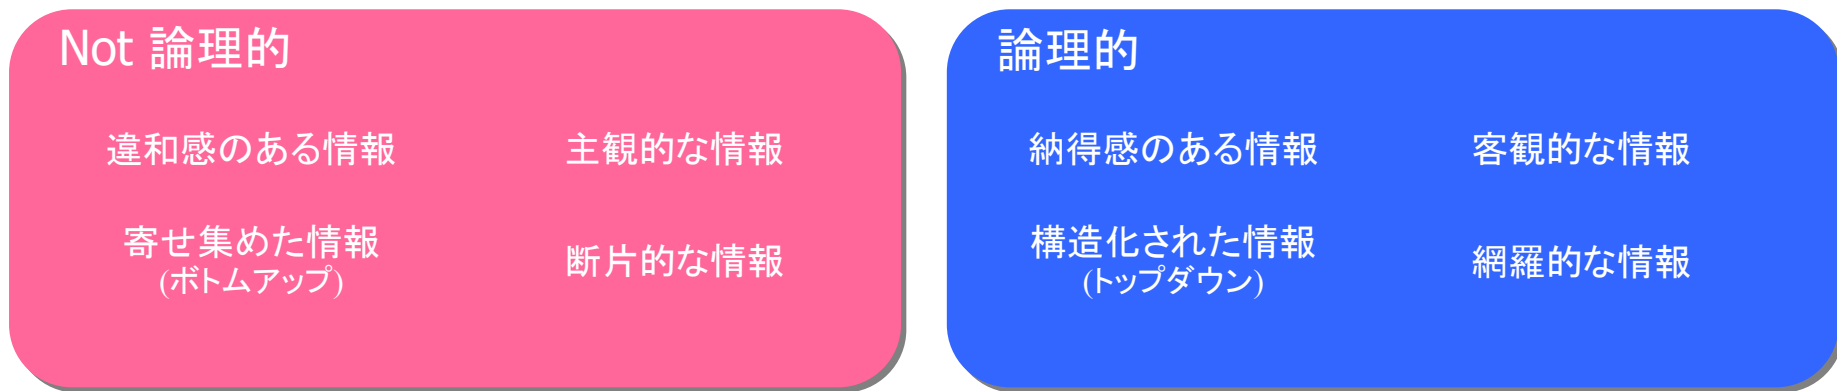 Not 論理的
違和感のある情報
主観的な情報
寄せ集めた情報
(ボトムアップ)
断片的な情報
論理的
納得感のある情報
客観的な情報
構造化された情報
(トップダウン)
網羅的な情報